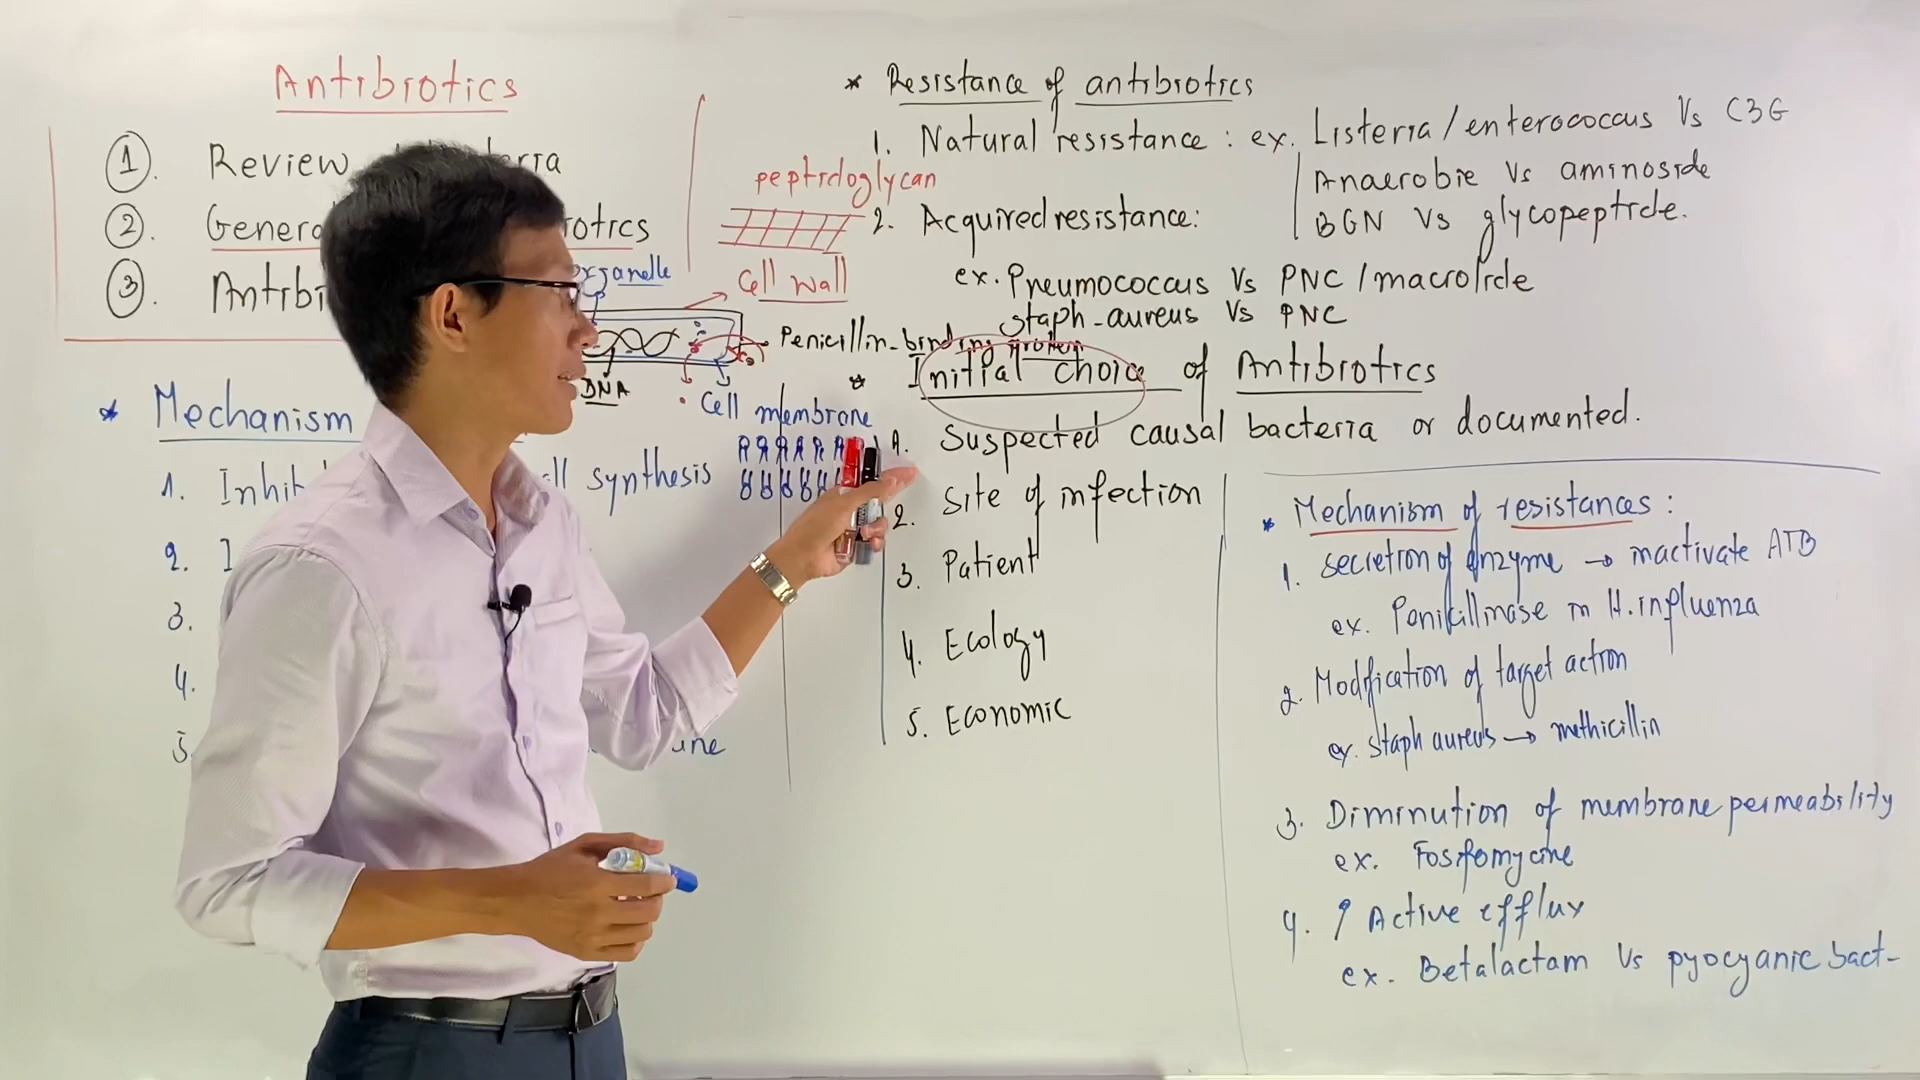 Antibiotics
1. Review
2. General
3. Antibi
organelle
peptidoglycan
Cell wall
Penicillin-binding protein
DNA
Cell membrane
* Mechanism
1. Inhib ll synthesis
2. I
3.
4.
5.
* Resistance of antibiotics
1. Natural resistance : ex. Listeria/enterococcus Vs C3G
Anaerobie Vs aminoside
BGN Vs glycopeptide.
2. Acquired resistance:
ex. Pneumococcus Vs PNC /macrolide
Staph-aureus Vs PNC
* Initial choice of Antibiotics
1. Suspected causal bacteria or documented.
2. Site of infection
3. Patient
4. Ecology
5. Economic
* Mechanism of resistances :
1. Secretion of enzyme → inactivate ATB
ex. Penikillinase in H.influenza
2. Modification of target action
ex. Staph aureus → methicillin
3. Diminution of membrane permeability
ex. Fosfomycine
4. ↑ Active efflux
ex. Betalactam Vs pyocyanic bact-